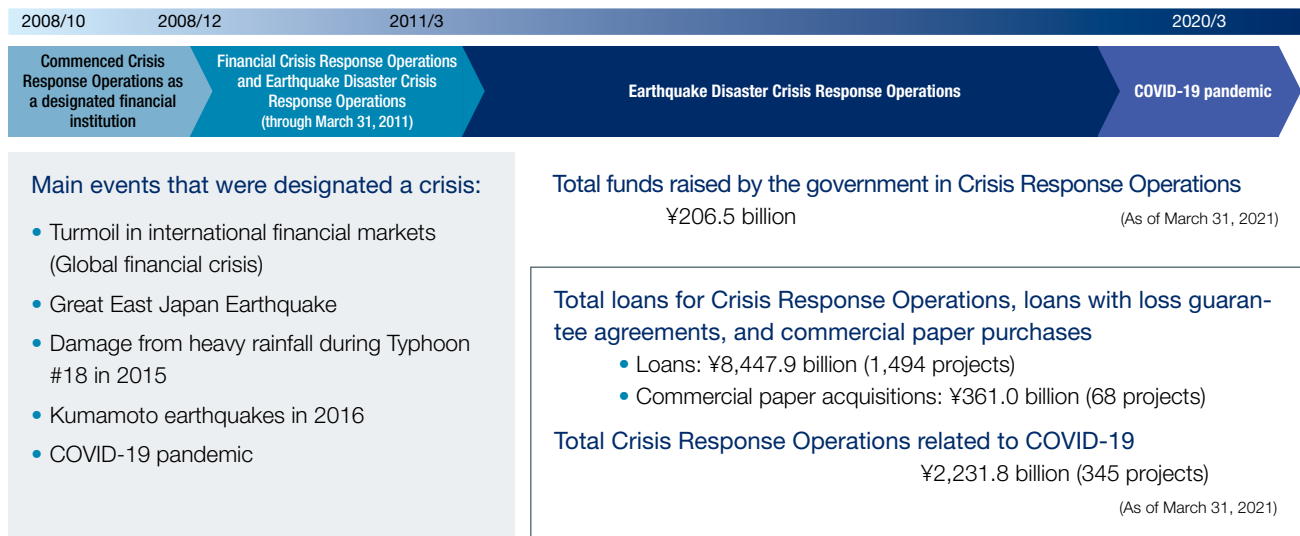 2008/10 2008/12 2011/3 2020/3
Commenced Crisis
Response Operations as
a designated financial
institution
Financial Crisis Response Operations
and Earthquake Disaster Crisis
Response Operations
(through March 31, 2011)
Earthquake Disaster Crisis Response Operations
COVID-19 pandemic
Main events that were designated a crisis:
• Turmoil in international financial markets
(Global financial crisis)
• Great East Japan Earthquake
• Damage from heavy rainfall during Typhoon
#18 in 2015
• Kumamoto earthquakes in 2016
• COVID-19 pandemic
Total funds raised by the government in Crisis Response Operations
¥206.5 billion
(As of March 31, 2021)
Total loans for Crisis Response Operations, loans with loss guaran-
tee agreements, and commercial paper purchases
• Loans: ¥8,447.9 billion (1,494 projects)
• Commercial paper acquisitions: ¥361.0 billion (68 projects)
Total Crisis Response Operations related to COVID-19
¥2,231.8 billion (345 projects)
(As of March 31, 2021)